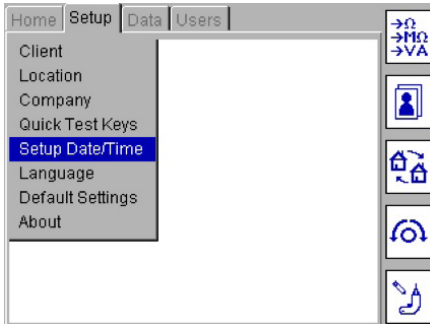 Home Setup Data Users
Client
Location
Company
Quick Test Keys
Setup Date/Time
Language
Default Settings
About
→Ω
→MΩ
→VA